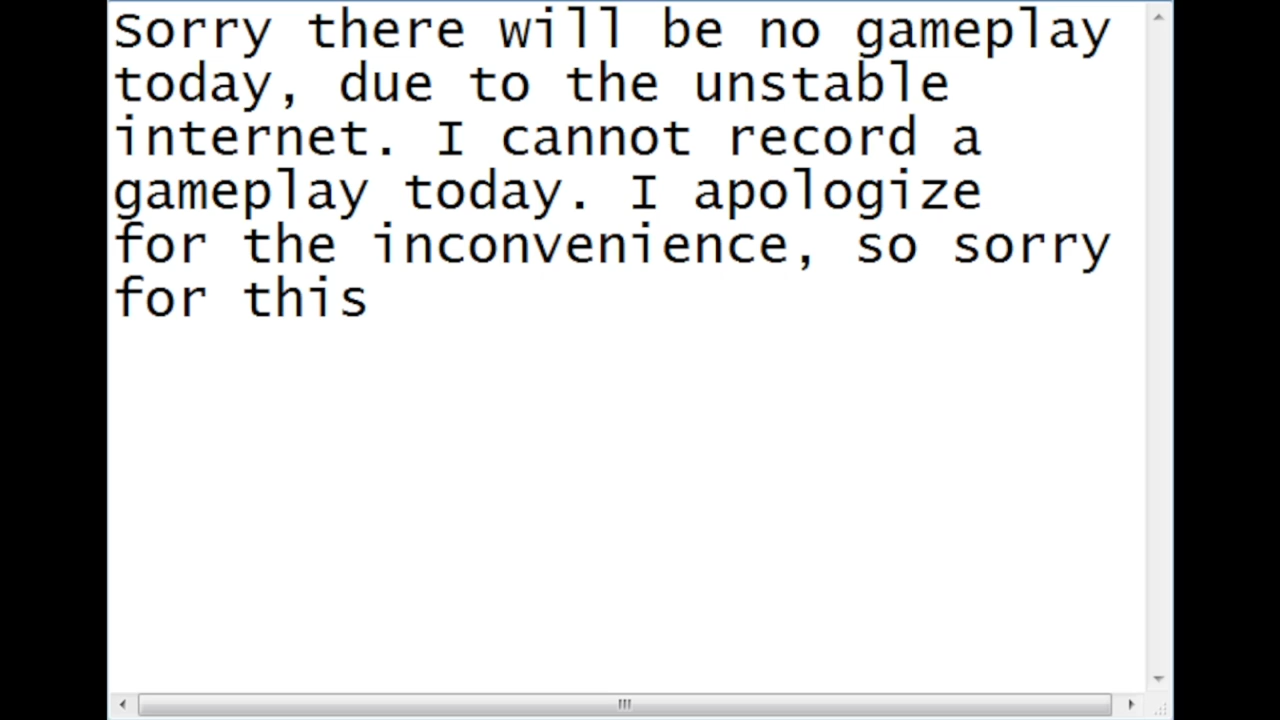 Sorry there will be no gameplay
today, due to the unstable
internet. I cannot record a
gameplay today. I apologize
for the inconvenience, so sorry
for this